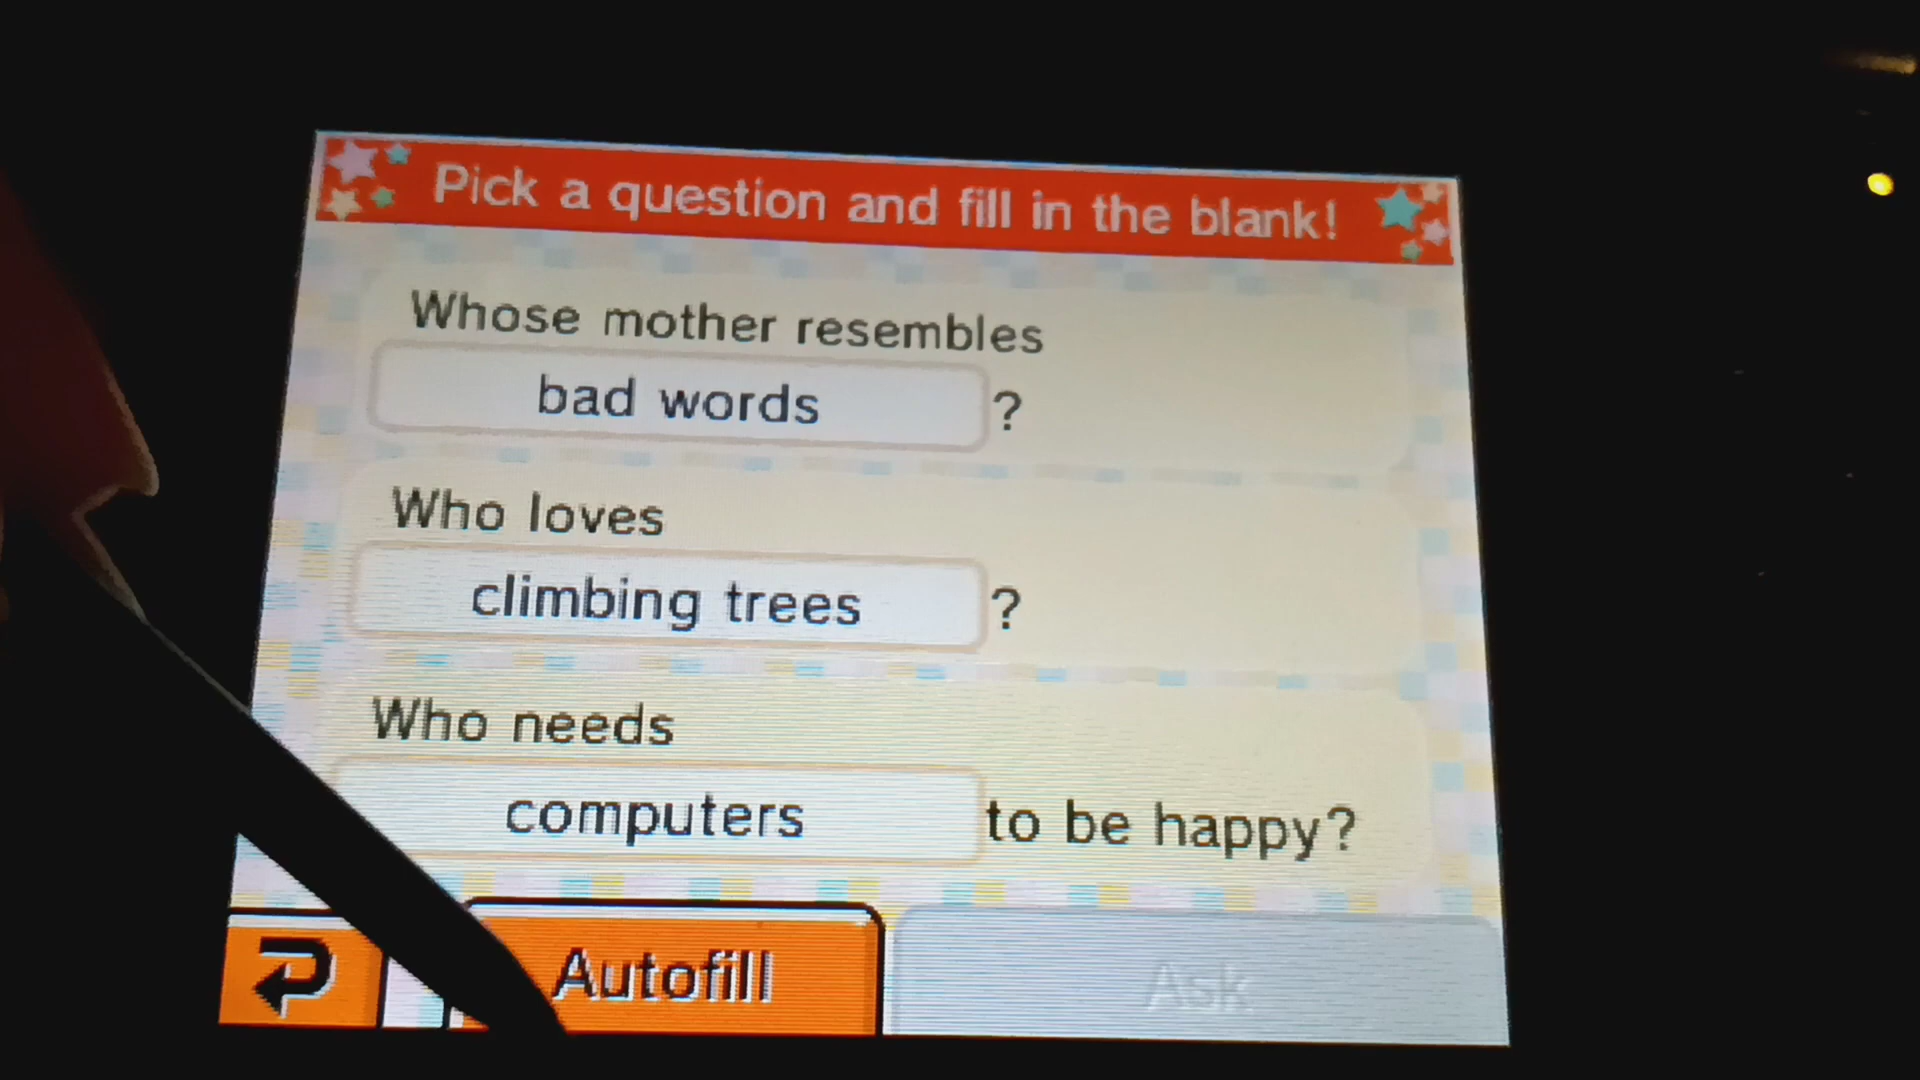 Pick a question and fill in the blank!
Whose mother resembles
bad words ?
Who loves
climbing trees ?
Who needs
computers to be happy?
Autofill
Ask